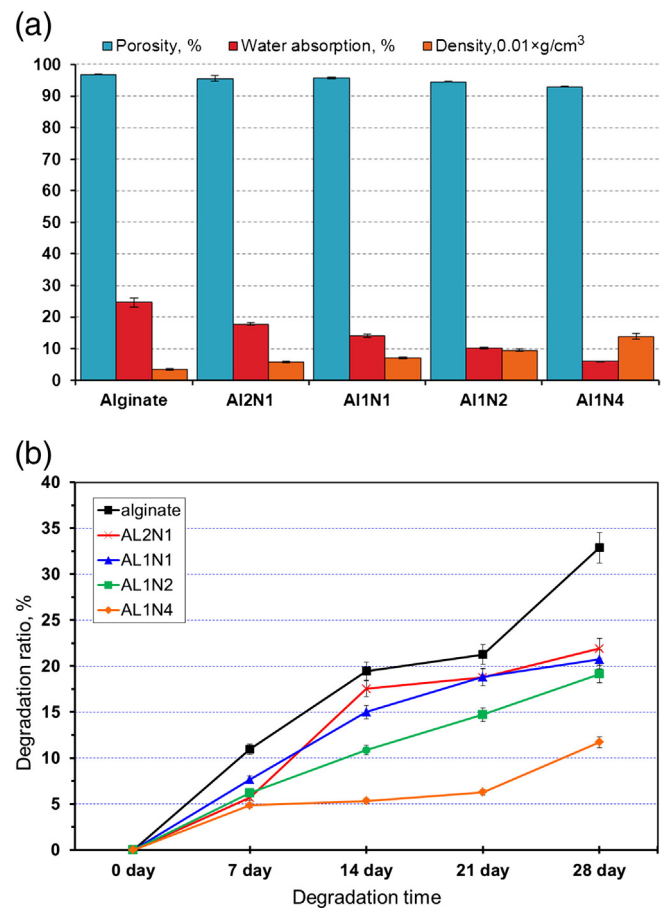 (a)
Porosity, % Water absorption, % Density,0.01×g/cm³
100
90
80
70
60
50
40
30
20
10
0
Alginate Al2N1 Al1N1 Al1N2 Al1N4
(b)
40
35
30
25
20
15
10
5
0
Degradation ratio, %
alginate
AL2N1
AL1N1
AL1N2
AL1N4
0 day 7 day 14 day 21 day 28 day
Degradation time